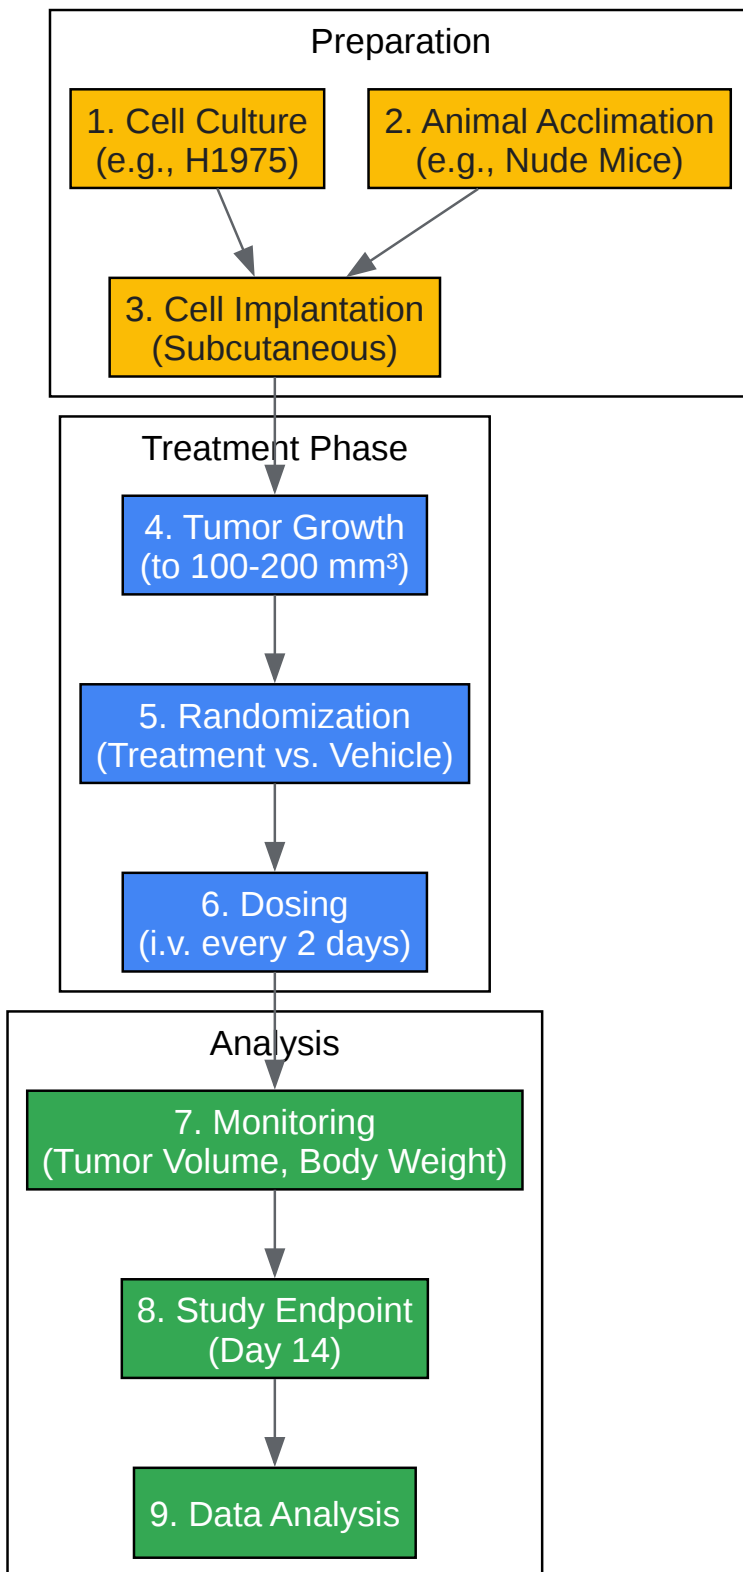 Preparation
1. Cell Culture
(e.g., H1975)
2. Animal Acclimation
(e.g., Nude Mice)
3. Cell Implantation
(Subcutaneous)
Treatment Phase
4. Tumor Growth
(to 100-200 mm³)
5. Randomization
(Treatment vs. Vehicle)
6. Dosing
(i.v. every 2 days)
Analysis
7. Monitoring
(Tumor Volume, Body Weight)
8. Study Endpoint
(Day 14)
9. Data Analysis